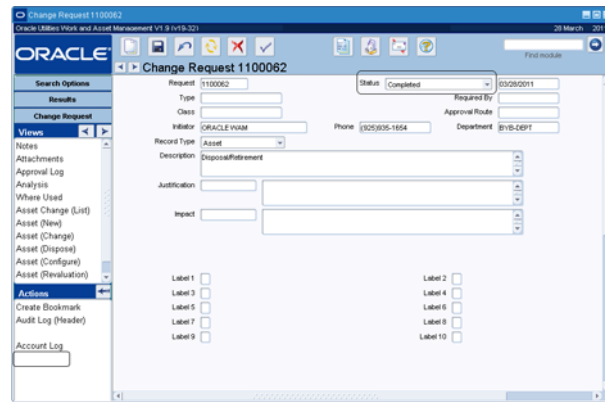 Change Request 1100062
Oracle Utilities Work and Asset Management V1.9 (v19-32)
28 March 201
ORACLE
Find module
Change Request 1100062
Search Options
Results
Change Request
Views
Notes
Attachments
Approval Log
Analysis
Where Used
Asset Change (List)
Asset (New)
Asset (Change)
Asset (Dispose)
Asset (Configure)
Asset (Revaluation)
Actions
Create Bookmark
Audit Log (Header)
Account Log
Request 1100062 Status Completed 03/28/2011
Type Required By
Class Approval Route
Initiator ORACLE WAM Phone (925)935-1654 Department BYB-DEPT
Record Type Asset
Description Disposal/Retirement
Justification
Impact
Label 1 Label 2
Label 3 Label 4
Label 5 Label 6
Label 7 Label 8
Label 9 Label 10